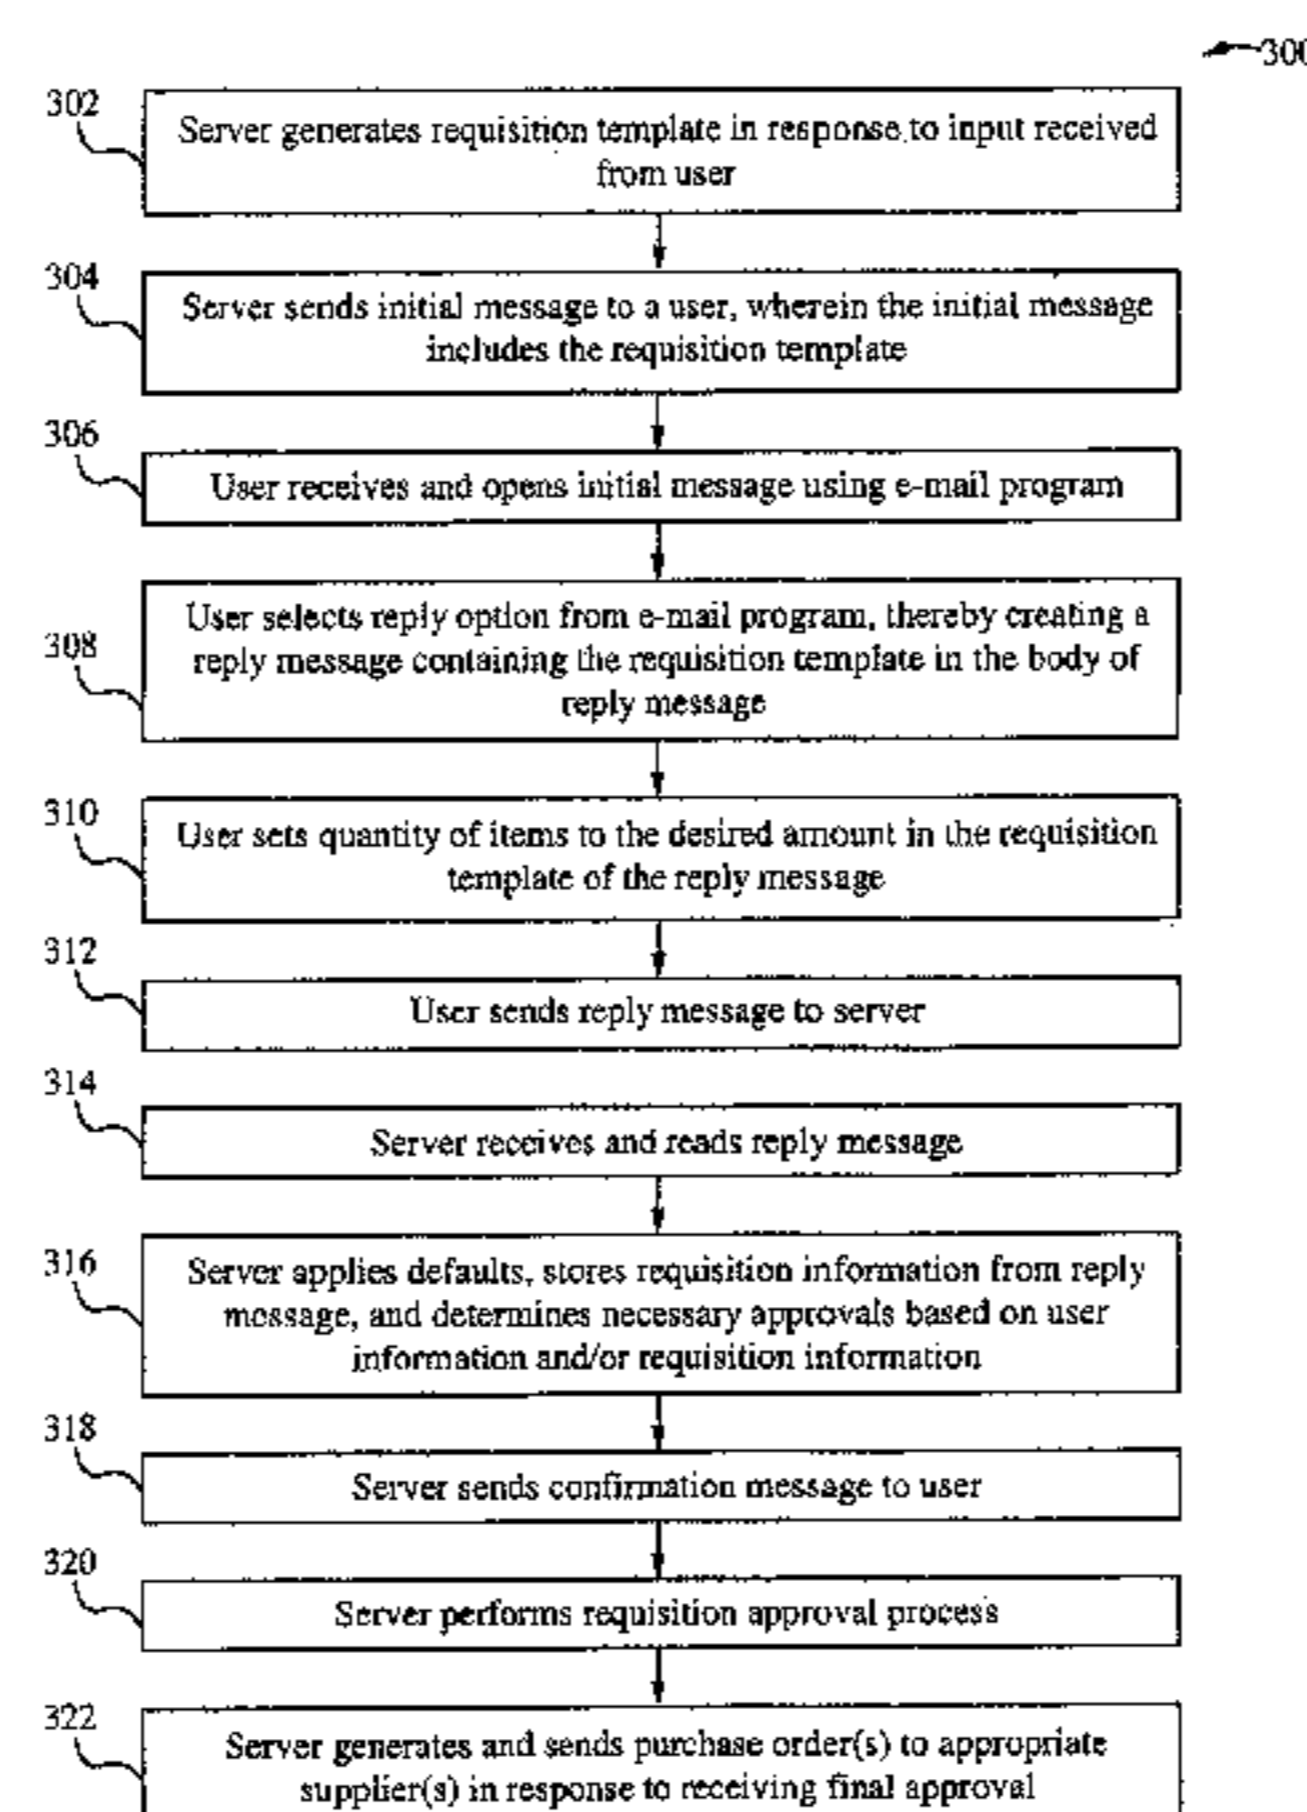 300
302
Server generates requisition template in response to input received
from user
304
Server sends initial message to a user, wherein the initial message
includes the requisition template
306
User receives and opens initial message using e-mail program
308
User selects reply option from e-mail program, thereby creating a
reply message containing the requisition template in the body of
reply message
310
User sets quantity of items to the desired amount in the requisition
template of the reply message
312
User sends reply message to server
314
Server receives and reads reply message
316
Server applies defaults, stores requisition information from reply
message, and determines necessary approvals based on user
information and/or requisition information
318
Server sends confirmation message to user
320
Server performs requisition approval process
322
Server generates and sends purchase order(s) to appropriate
supplier(s) in response to receiving final approval